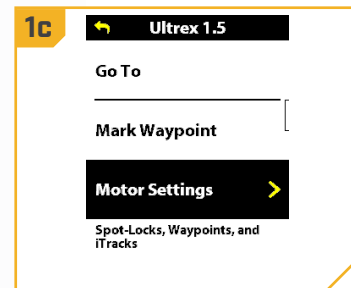 1c
Ultrex 1.5
Go To
Mark Waypoint
Motor Settings
Spot-Locks, Waypoints, and
iTracks